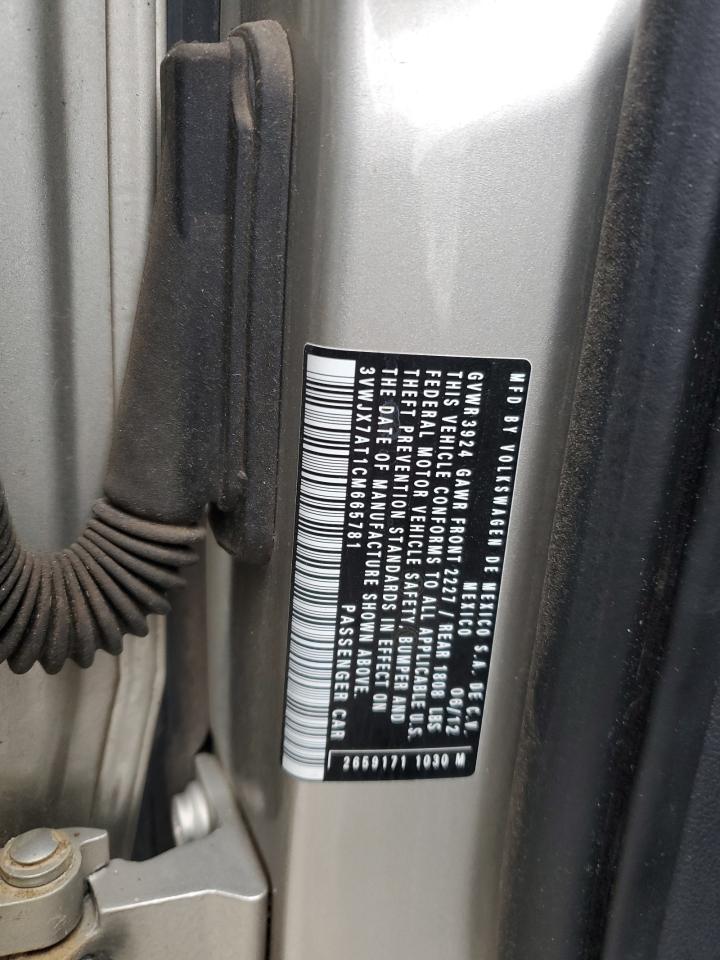 MFD BY VOLKSWAGEN DE MEXICO S.A. DE C.V.
MEXICO
06/12
GVWR 3924 GAWR FRONT 2227 / REAR 1808 LBS
THIS VEHICLE CONFORMS TO ALL APPLICABLE U.S.
FEDERAL MOTOR VEHICLE SAFETY, BUMPER AND
THEFT PREVENTION STANDARDS IN EFFECT ON
THE DATE OF MANUFACTURE SHOWN ABOVE.
3VWJX7AT1CM665781 PASSENGER CAR
2659171 1030 M